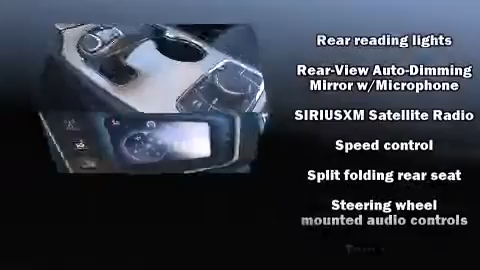 Rear reading lights
Rear-View Auto-Dimming
Mirror w/Microphone
SIRIUSXM Satellite Radio
Speed control
Split folding rear seat
Steering wheel
mounted audio controls